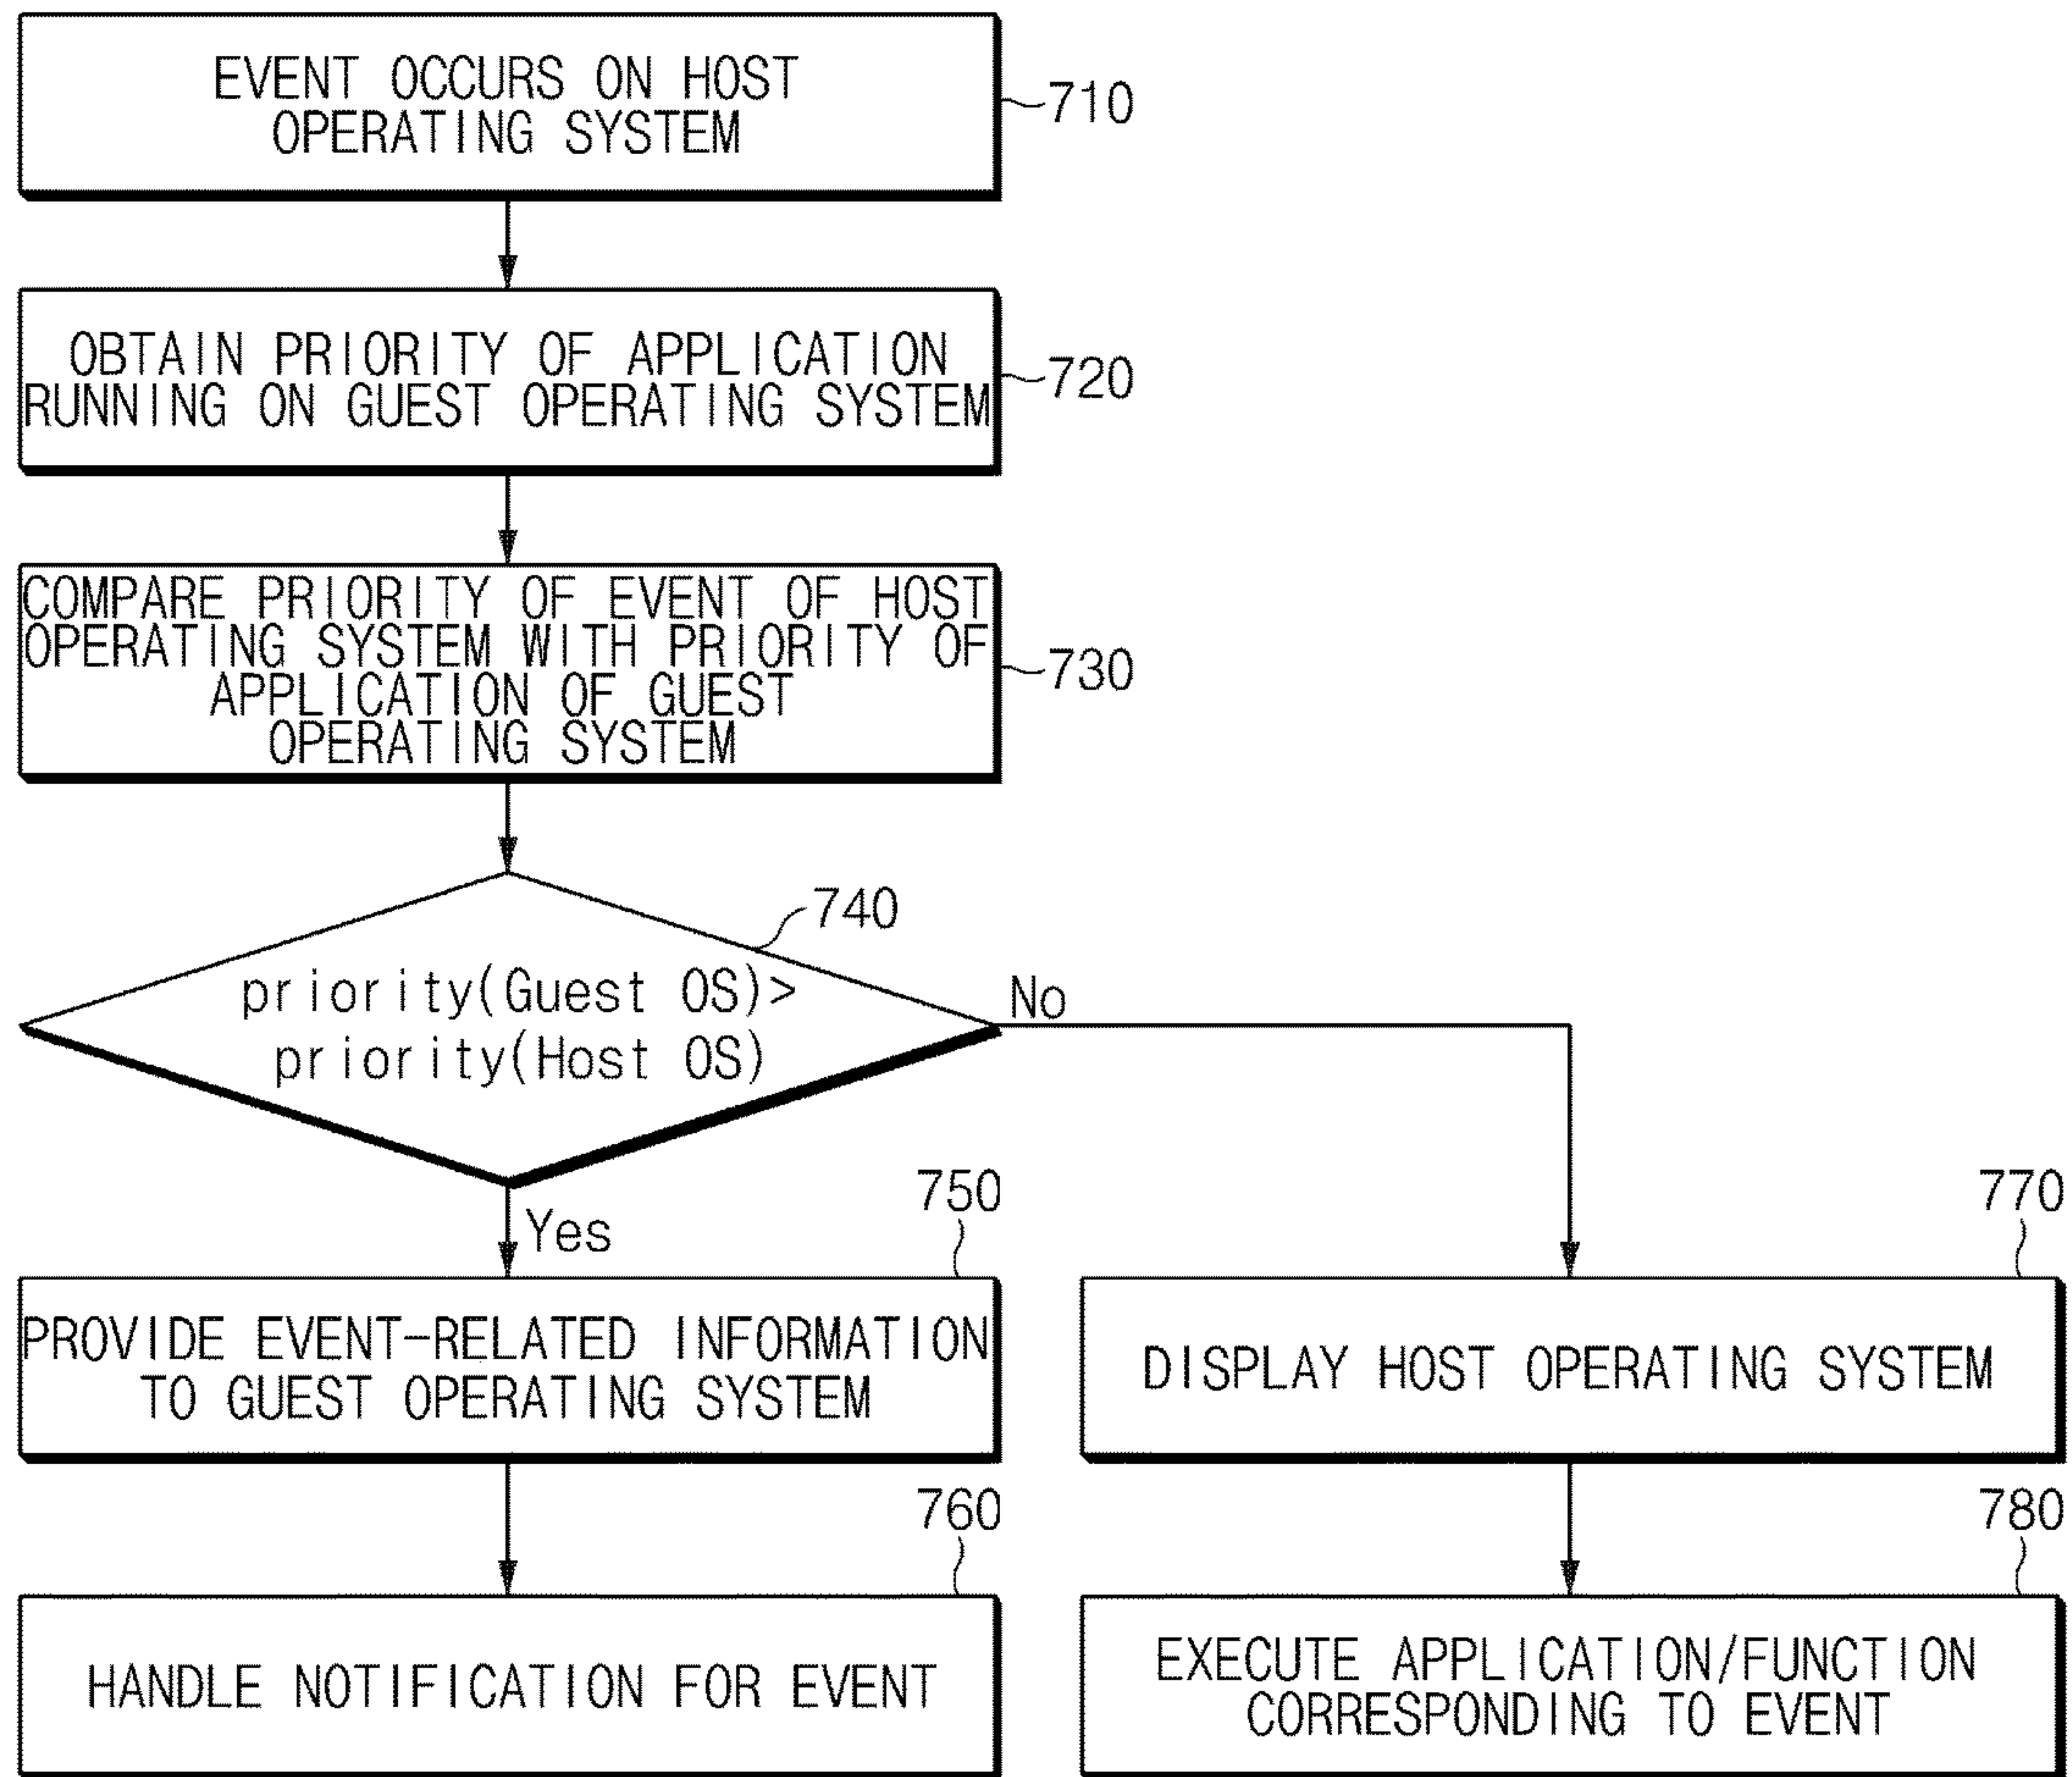 EVENT OCCURS ON HOST
OPERATING SYSTEM
710
OBTAIN PRIORITY OF APPLICATION
RUNNING ON GUEST OPERATING SYSTEM
720
COMPARE PRIORITY OF EVENT OF HOST
OPERATING SYSTEM WITH PRIORITY OF
APPLICATION OF GUEST
OPERATING SYSTEM
730
740
priority(Guest OS)>
priority(Host OS)
No
Yes
750
PROVIDE EVENT-RELATED INFORMATION
TO GUEST OPERATING SYSTEM
770
DISPLAY HOST OPERATING SYSTEM
760
HANDLE NOTIFICATION FOR EVENT
780
EXECUTE APPLICATION/FUNCTION
CORRESPONDING TO EVENT